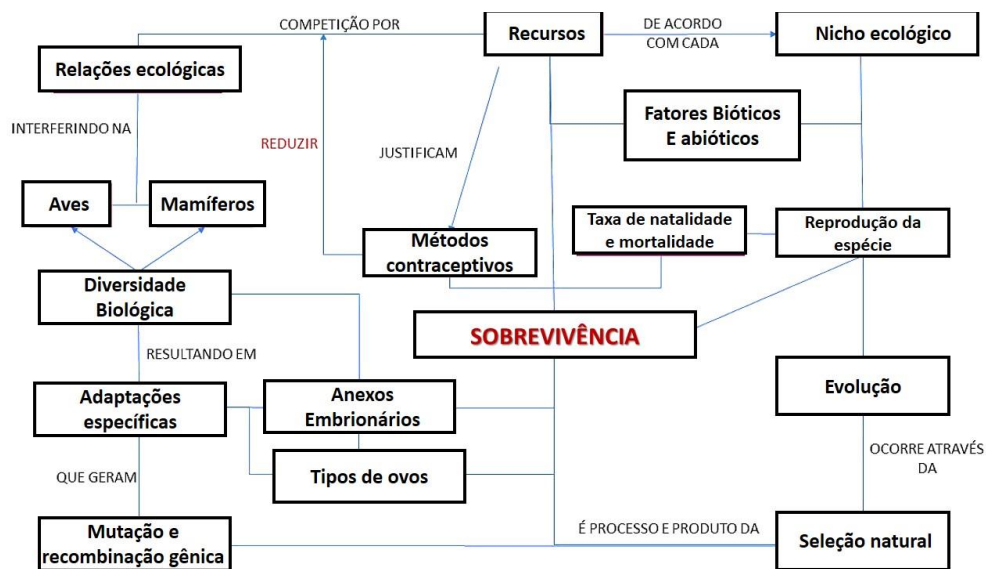 COMPETIÇÃO POR
Recursos
DE ACORDO
COM CADA
Nicho ecológico
Relações ecológicas
INTERFERINDO NA
REDUZIR
JUSTIFICAM
Fatores Bióticos
E abióticos
Aves
Mamíferos
Métodos
contraceptivos
Taxa de natalidade
e mortalidade
Reprodução da
espécie
Diversidade
Biológica
SOBREVIVÊNCIA
RESULTANDO EM
Adaptações
específicas
Anexos
Embrionários
Evolução
Tipos de ovos
QUE GERAM
OCORRE ATRAVÉS
DA
Mutação e
recombinação gênica
É PROCESSO E PRODUTO DA
Seleção natural